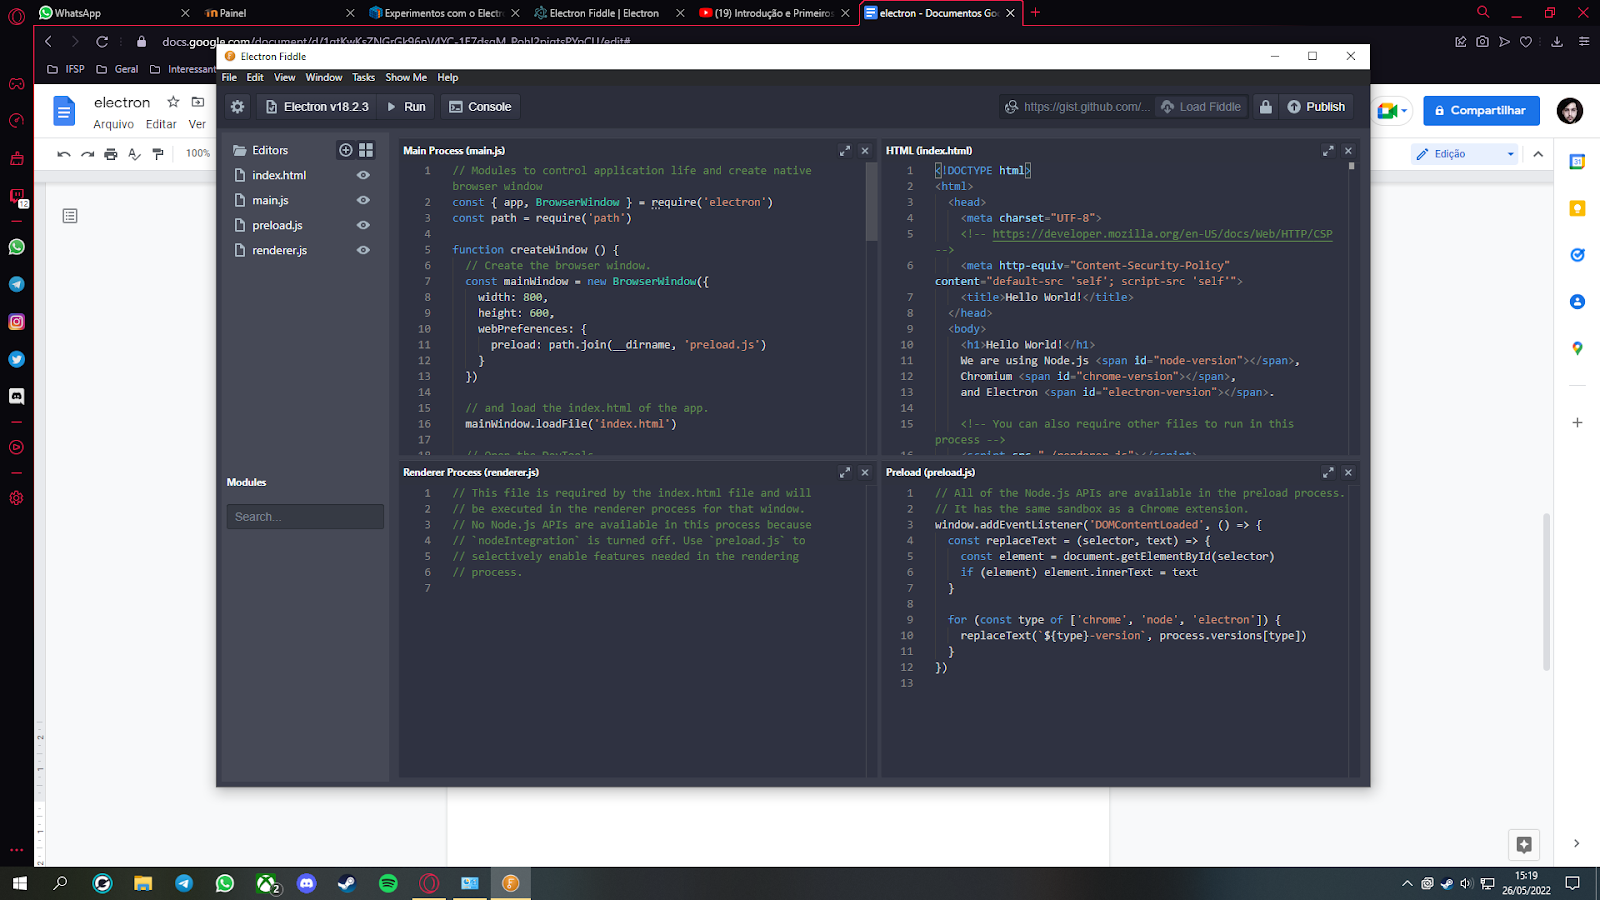 WhatsApp
Painel
Experimentos com o Electr
Electron Fiddle | Electron
(19) Introdução e Primeiros
electron - Documentos Go
IFSP
Geral
Interessant
electron
Arquivo Editar Ver
100%
Compartilhar
Edição
12
Electron Fiddle
File Edit View Window Tasks Show Me Help
Electron v18.2.3
Run
Console
https://gist.github.com/...
Load Fiddle
Publish
Editors
index.html
main.js
preload.js
renderer.js
Modules
Search...
Main Process (main.js)
1 // Modules to control application life and create native
browser window
2 const { app, BrowserWindow } = require('electron')
3 const path = require('path')
4
5 function createWindow () {
6 // Create the browser window.
7 const mainWindow = new BrowserWindow({
8 width: 800,
9 height: 600,
10 webPreferences: {
11 preload: path.join(__dirname, 'preload.js')
12 }
13 })
14
15 // and load the index.html of the app.
16 mainWindow.loadFile('index.html')
17
HTML (index.html)
1 <!DOCTYPE html>
2 <html>
3 <head>
4 <meta charset="UTF-8">
5 <!-- https://developer.mozilla.org/en-US/docs/Web/HTTP/CSP
-->
6 <meta http-equiv="Content-Security-Policy"
content="default-src 'self'; script-src 'self'">
7 <title>Hello World!</title>
8 </head>
9 <body>
10 <h1>Hello World!</h1>
11 We are using Node.js <span id="node-version"></span>,
12 Chromium <span id="chrome-version"></span>,
13 and Electron <span id="electron-version"></span>.
14
15 <!-- You can also require other files to run in this
process -->
Renderer Process (renderer.js)
1 // This file is required by the index.html file and will
2 // be executed in the renderer process for that window.
3 // No Node.js APIs are available in this process because
4 // `nodeIntegration` is turned off. Use `preload.js` to
5 // selectively enable features needed in the rendering
6 // process.
7
Preload (preload.js)
1 // All of the Node.js APIs are available in the preload process.
2 // It has the same sandbox as a Chrome extension.
3 window.addEventListener('DOMContentLoaded', () => {
4 const replaceText = (selector, text) => {
5 const element = document.getElementById(selector)
6 if (element) element.innerText = text
7 }
8
9 for (const type of ['chrome', 'node', 'electron']) {
10 replaceText(`${type}-version`, process.versions[type])
11 }
12 })
13
2
15:19
26/05/2022